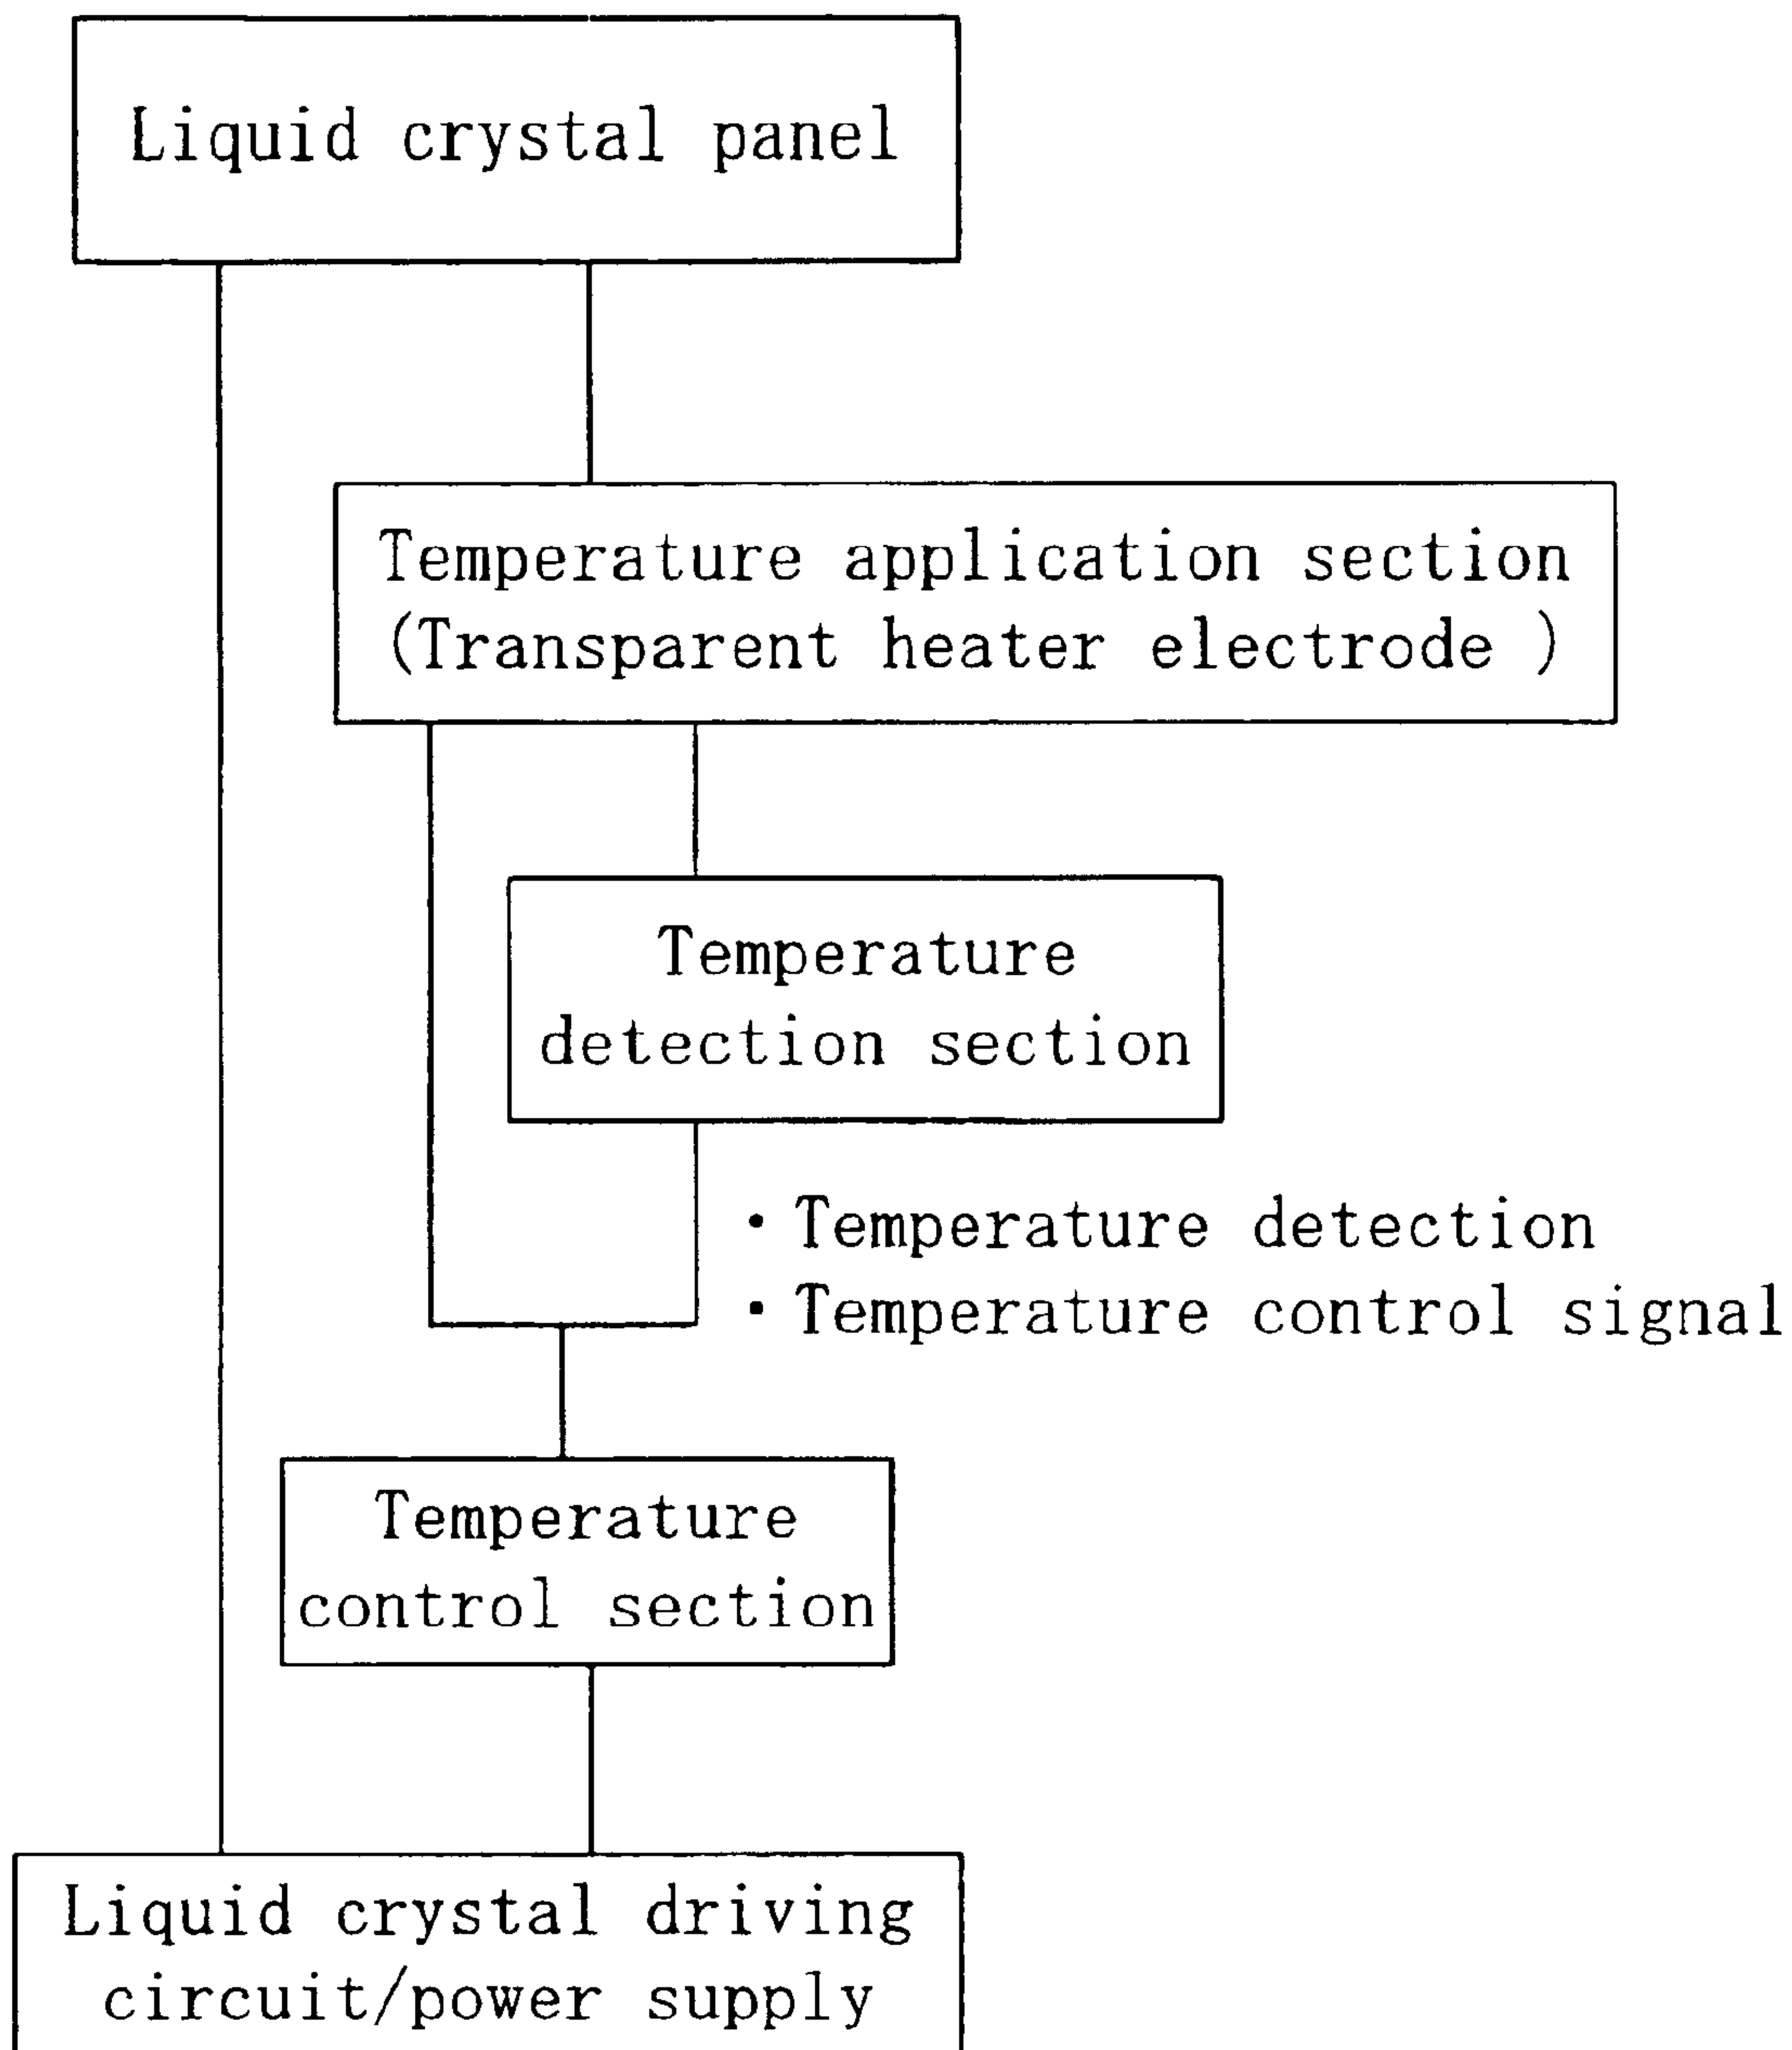 Liquid crystal panel
Temperature application section
(Transparent heater electrode )
Temperature
detection section
・Temperature detection
・Temperature control signal
Temperature
control section
Liquid crystal driving
circuit/power supply